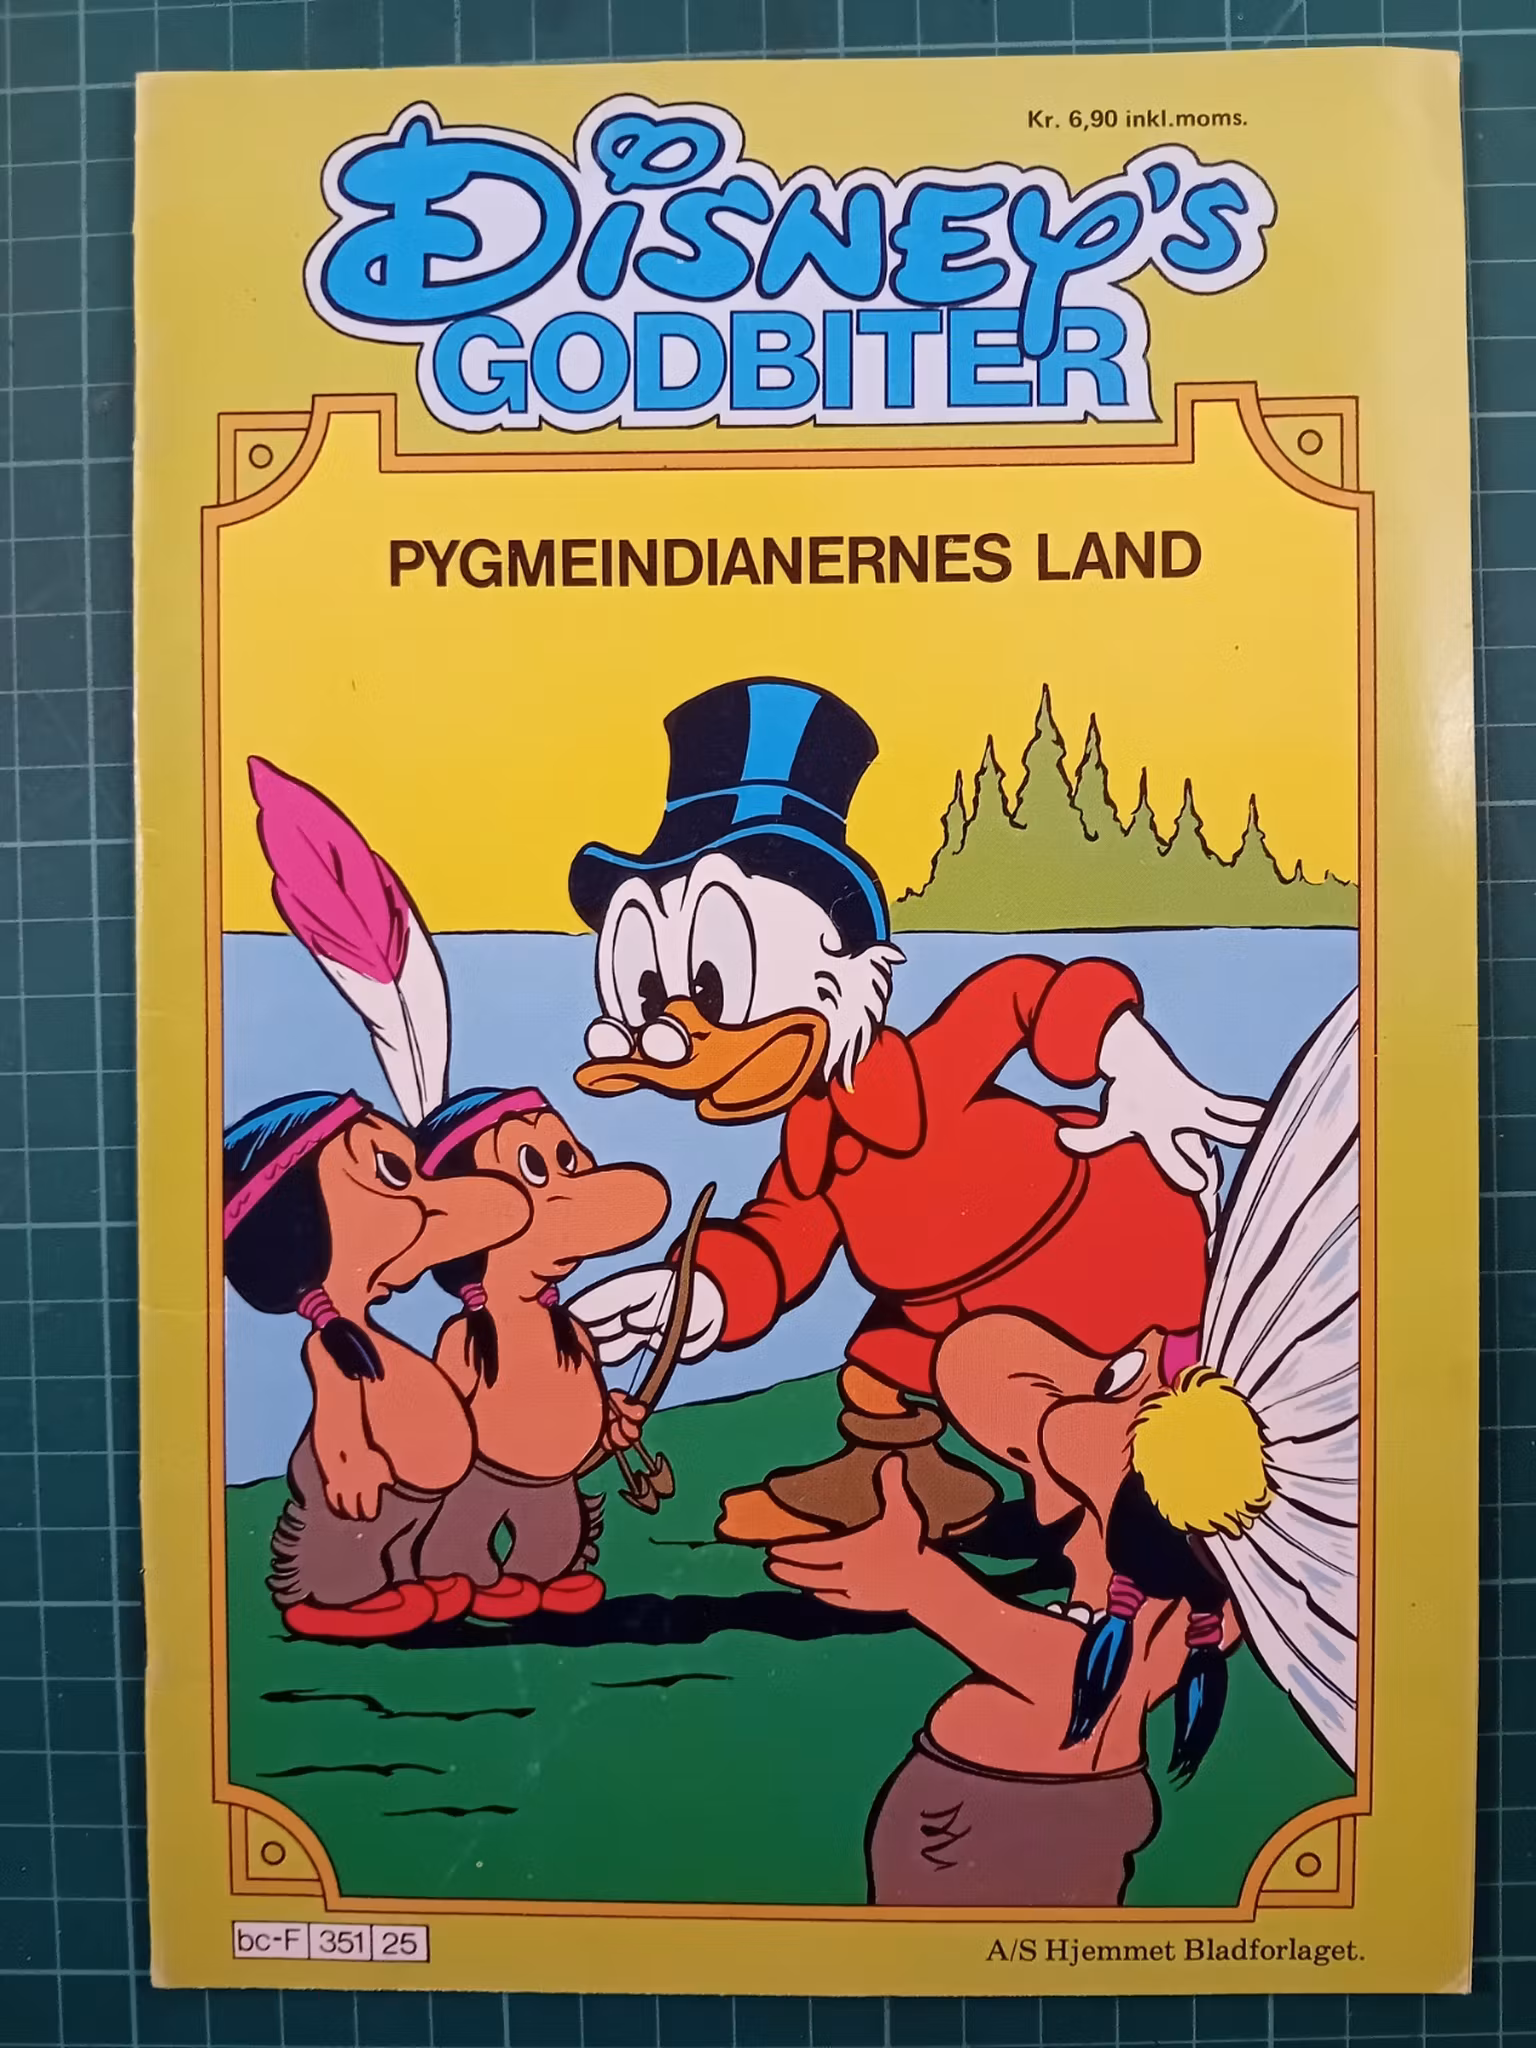 Kr. 6,90 inkl.moms.
DiSNEY'S
GODBITER
PYGMEINDIANERNES LAND
bc-F 351 25
A/S Hjemmet Bladforlaget.